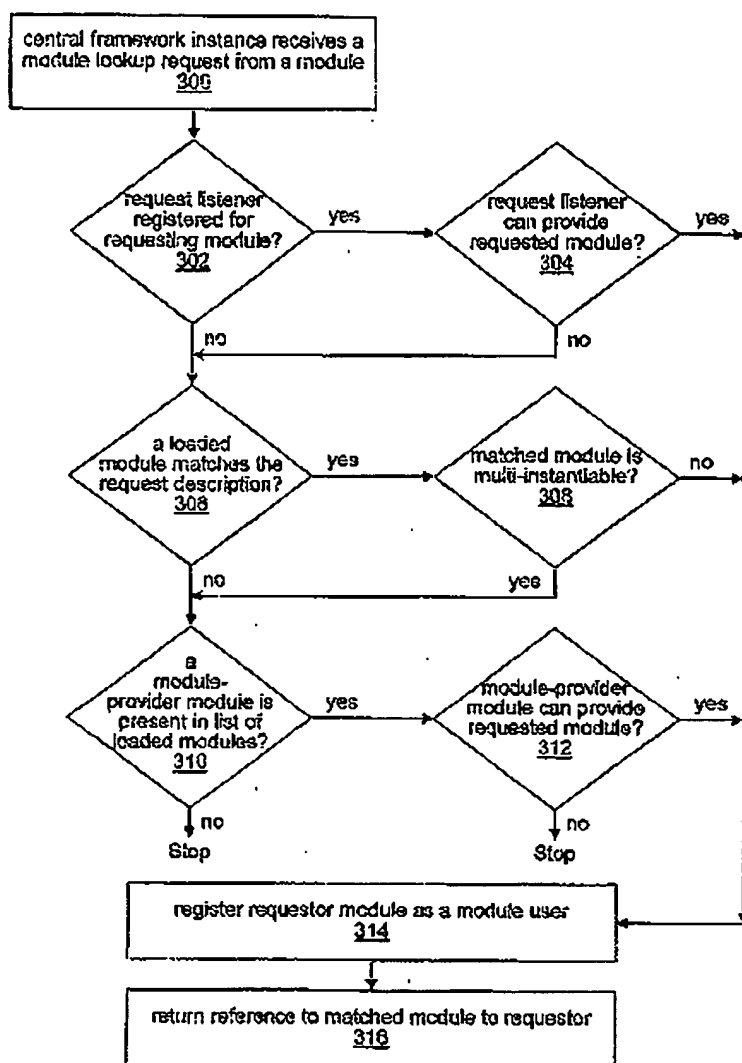 central framework instance receives a
module lookup request from a module
300
request listener
registered for
requesting module?
302
yes
request listener
can provide
requested module?
304
yes
no
no
a loaded
module matches the
request description?
308
yes
matched module is
multi-instantiable?
308
no
no
yes
a
module-
provider module is
present in list of
loaded modules?
310
yes
module-provider
module can provide
requested module?
312
yes
no
Stop
no
Stop
register requestor module as a module user
314
return reference to matched module to requestor
318